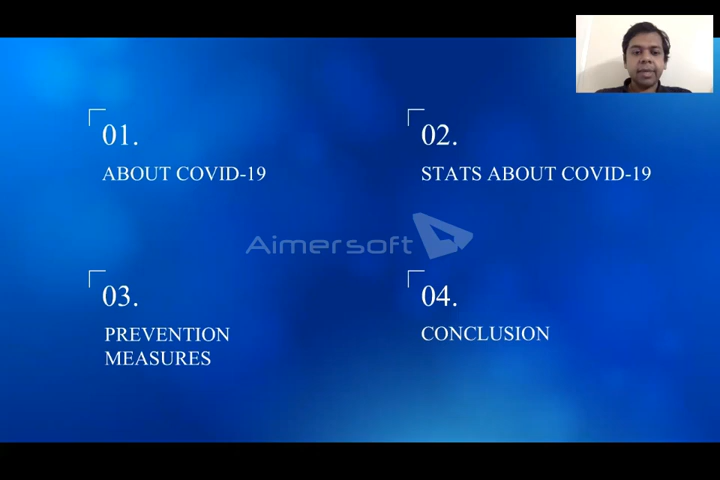 01.
ABOUT COVID-19
02.
STATS ABOUT COVID-19
Aimersoft
03.
PREVENTION
MEASURES
04.
CONCLUSION